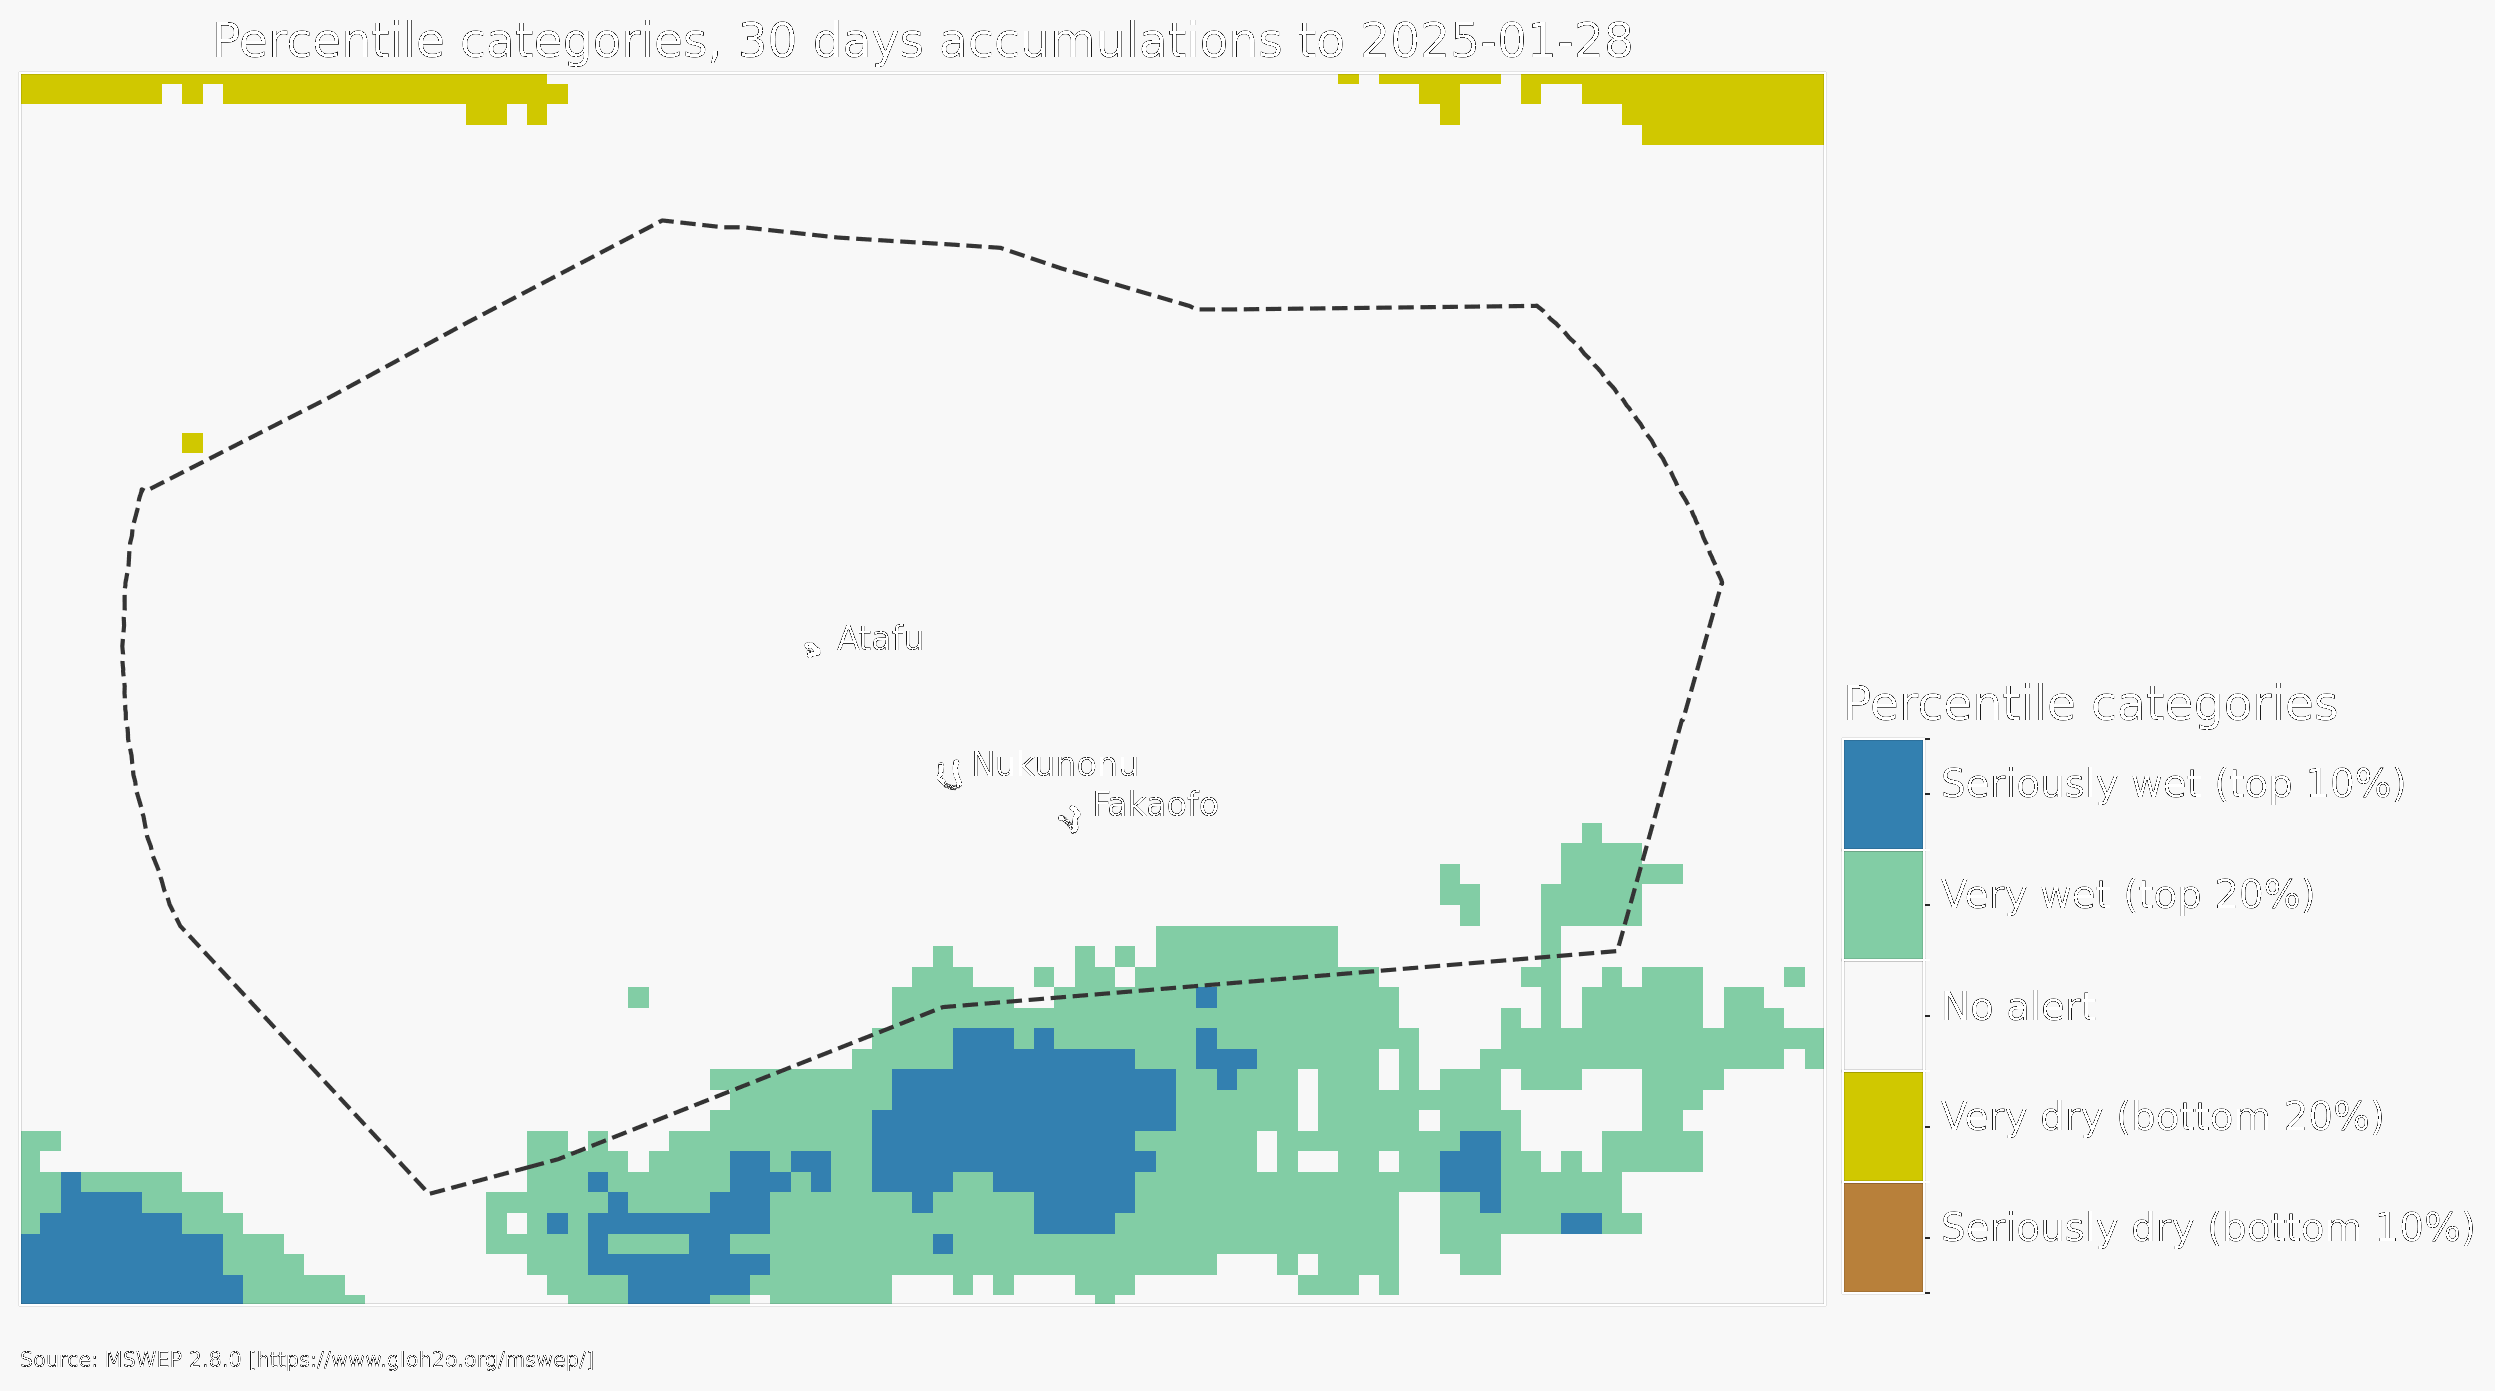 Percentile categories, 30 days accumulations to 2025-01-28
Atafu
Nukunonu
Fakaofo
Percentile categories
Seriously wet (top 10%)
Very wet (top 20%)
No alert
Very dry (bottom 20%)
Seriously dry (bottom 10%)
Source: MSWEP 2.8.0 [https://www.gloh2o.org/mswep/]